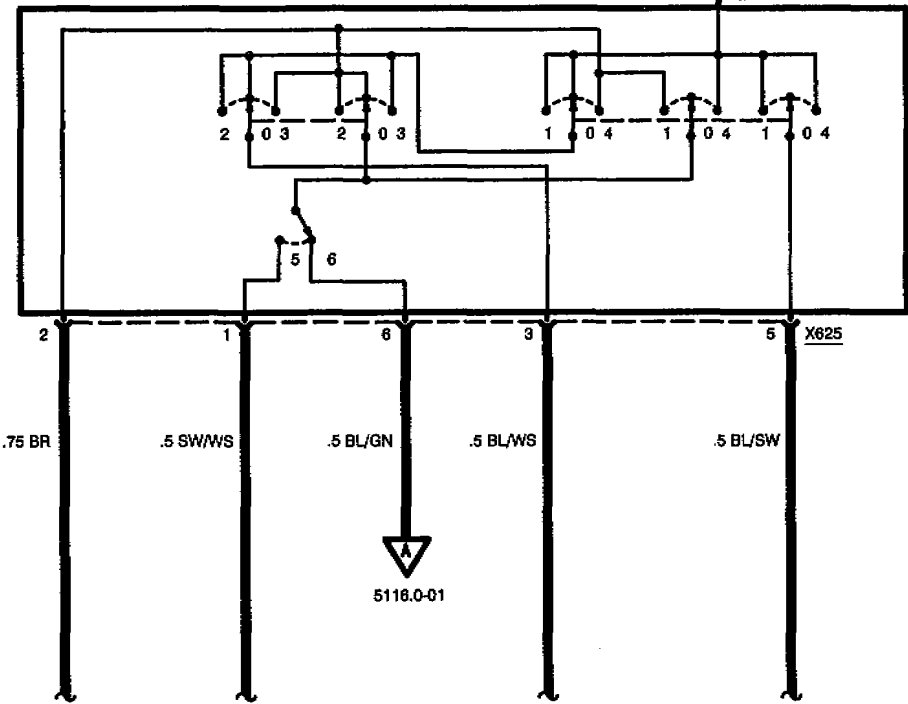 2 0 3 2 0 3 1 0 4 1 0 4 1 0 4
5 6
2 1 6 3 5 X625
.75 BR .5 SW/WS .5 BL/GN .5 BL/WS .5 BL/SW
A
5116.0-01